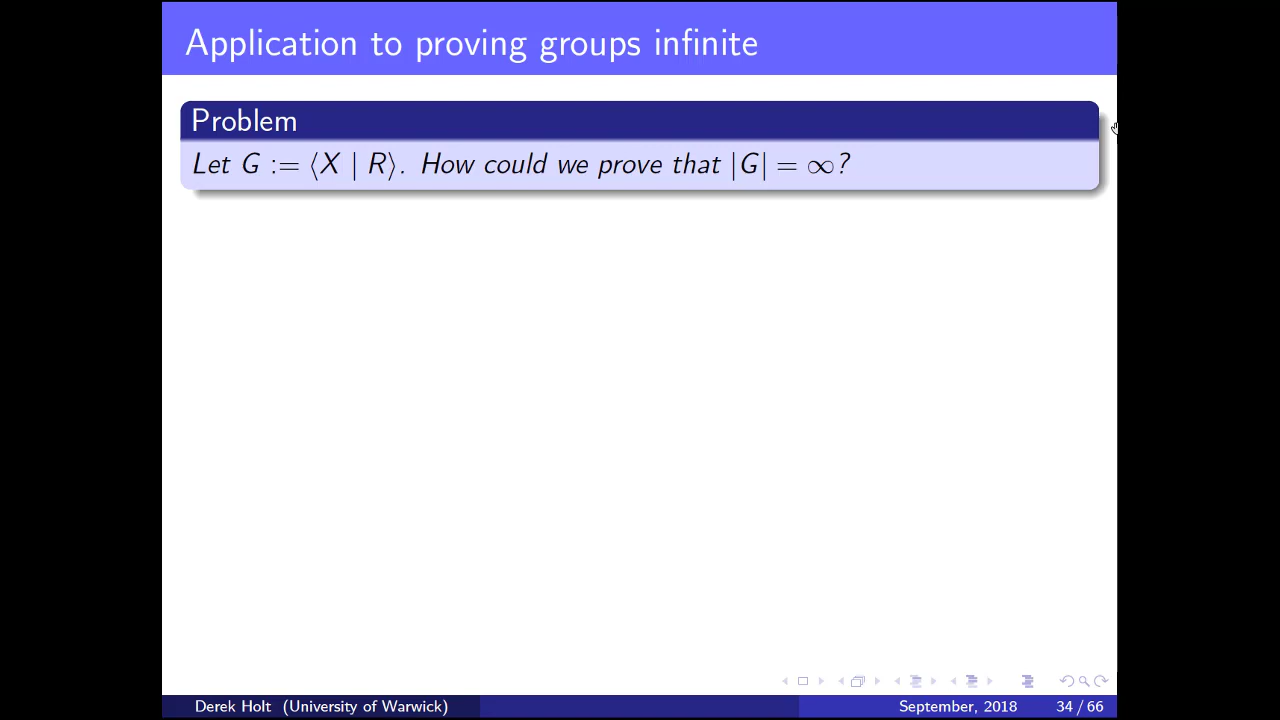 Application to proving groups infinite
Problem
Let G := ⟨X | R⟩. How could we prove that |G| = ∞?
Derek Holt (University of Warwick)
September, 2018
34 / 66